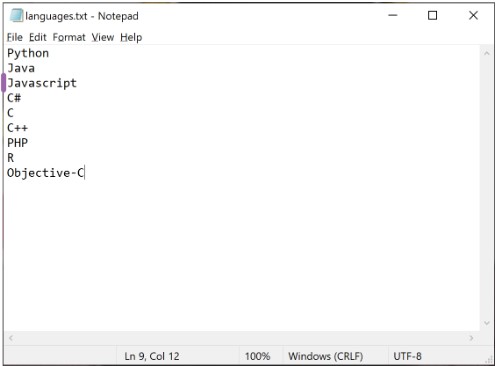 languages.txt - Notepad
File Edit Format View Help
Python
Java
Javascript
C#
C
C++
PHP
R
Objective-C
Ln 9, Col 12 100% Windows (CRLF) UTF-8